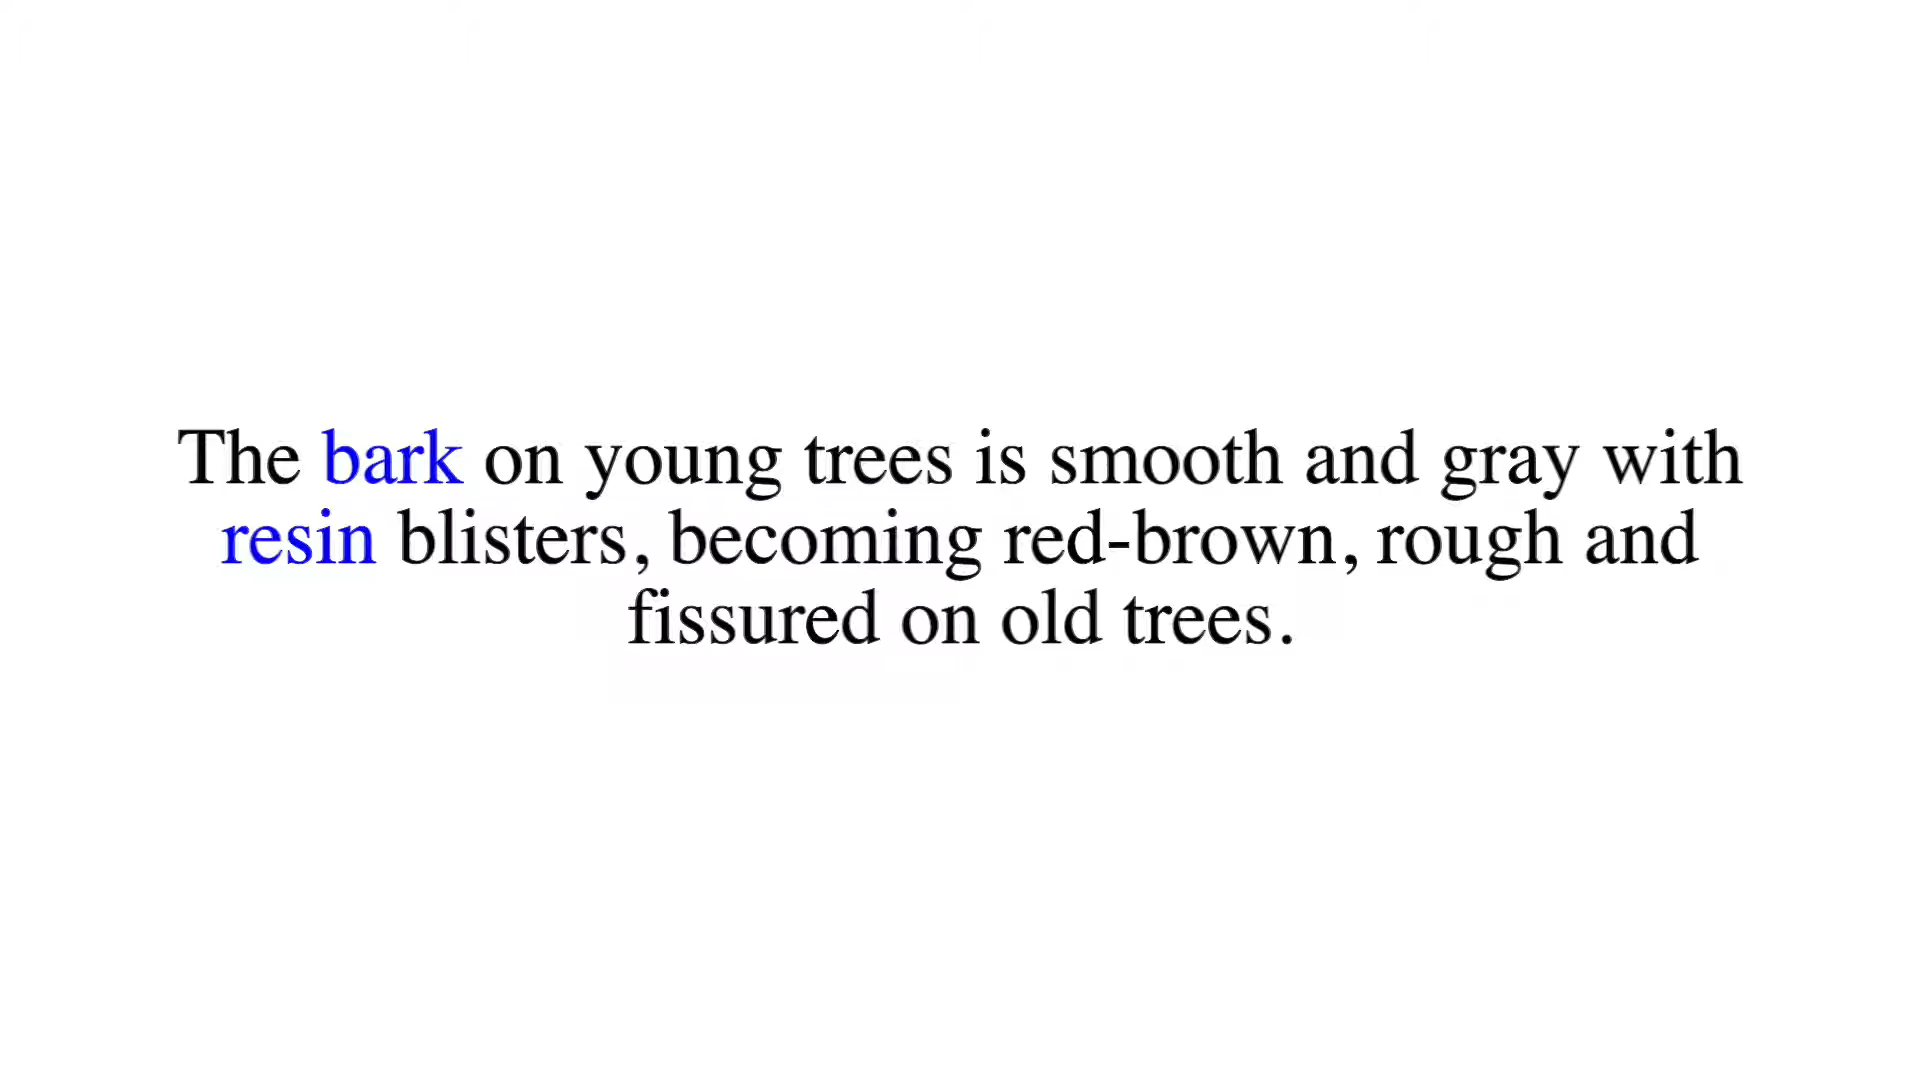 The bark on young trees is smooth and gray with
resin blisters, becoming red-brown, rough and
fissured on old trees.